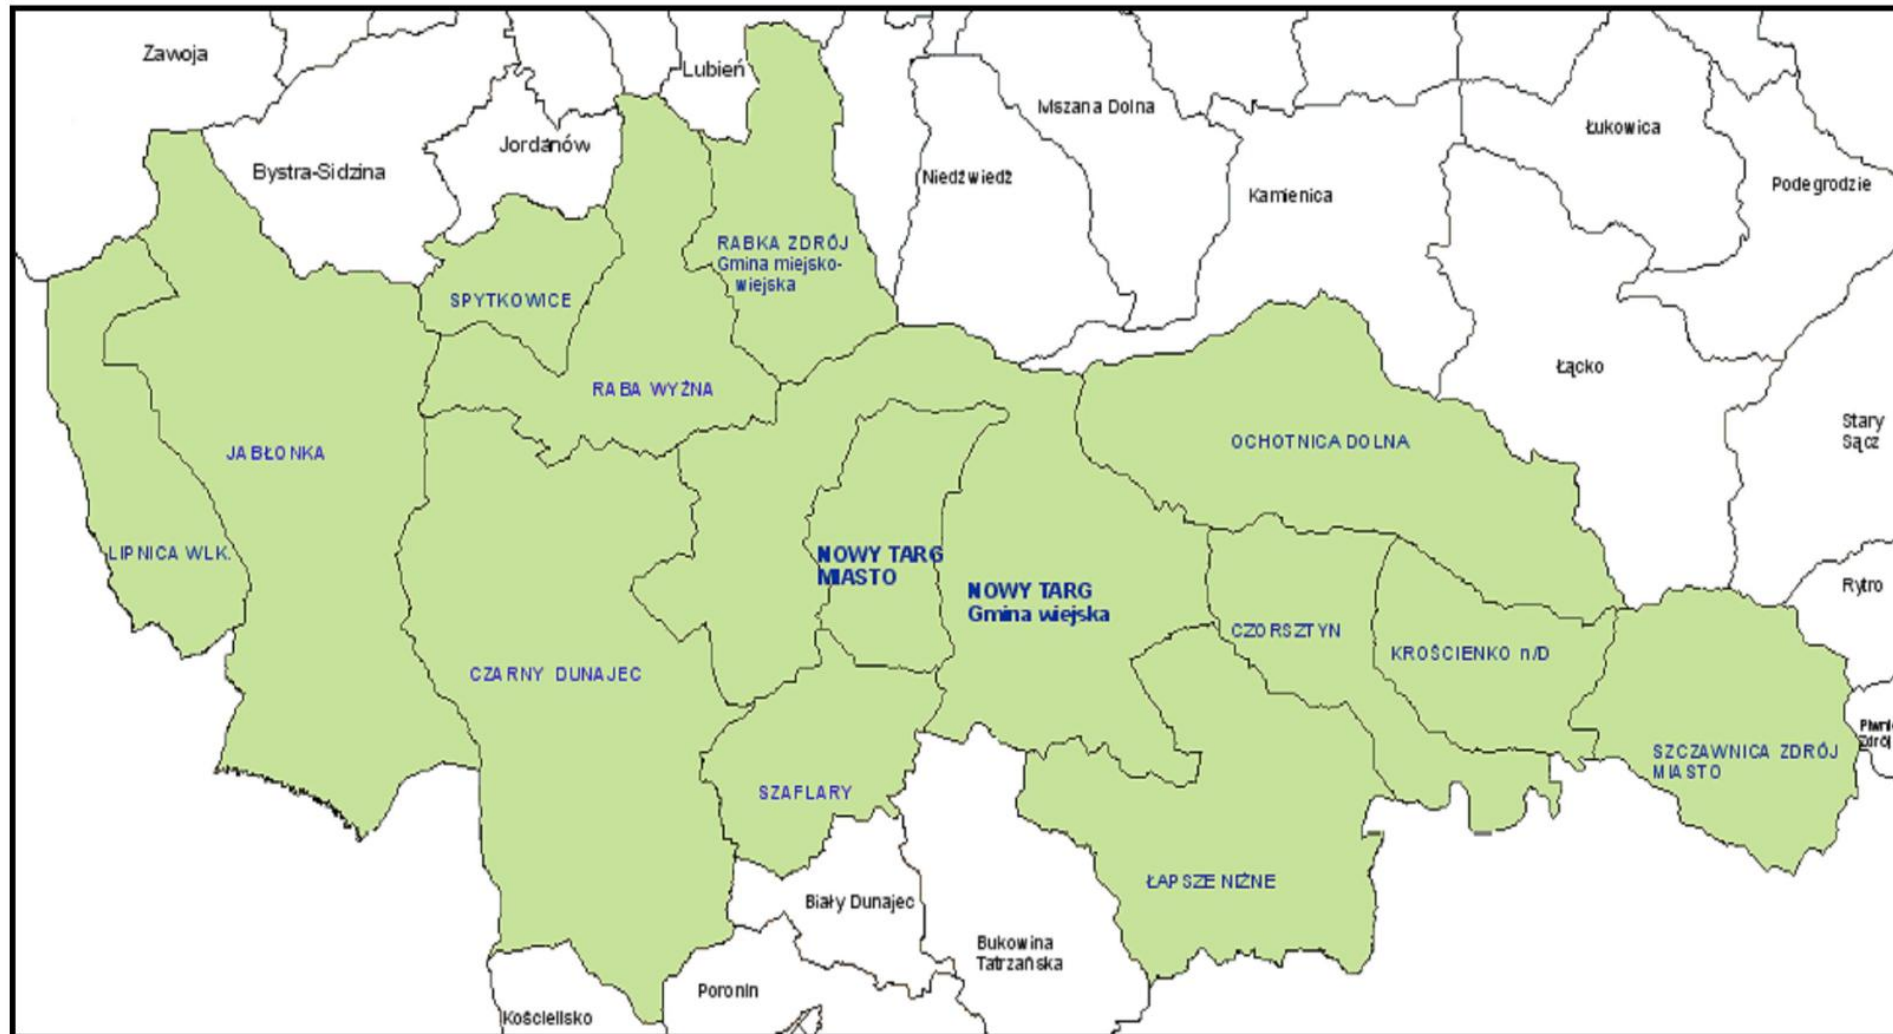 Zawoja
Lubień
Mszana Dolna
Łukowica
Jordanów
Bystra-Sidzina
Niedźwiedź
Kamienica
Podegrodzie
RABKA ZDRÓJ
Gmina miejsko-
wiejska
SPYTKOWICE
Łącko
RABA WYŻNA
Stary
Sącz
OCHOTNICA DOLNA
JABŁONKA
LIPNICA WLK.
NOWY TARG
MIASTO
NOWY TARG
Gmina wiejska
Rytro
CZORSZTYN
KROŚCIENKO n/D
CZARNY DUNAJEC
Zdrój
SZCZAWNICA ZDRÓJ
MIASTO
SZAFLARY
ŁAPSZE NIŻNE
Biały Dunajec
Bukowina
Tatrzańska
Poronin
Kościelisko